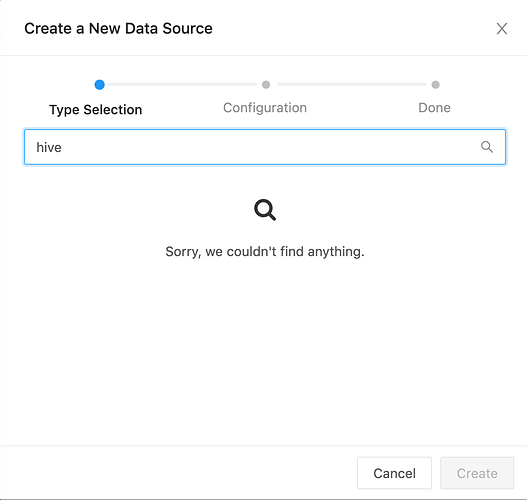 Create a New Data Source
Type Selection
Configuration
Done
hive
Sorry, we couldn't find anything.
Cancel
Create